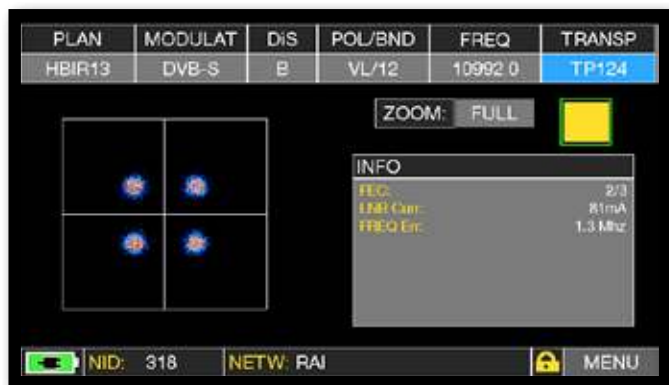 PLAN MODULAT DiS POL/BND FREQ TRANSP
HBIR13 DVB-S B VL/12 10992.0 TP124
ZOOM: FULL
INFO
FEC: 2/3
LNB Curr: 81mA
FREQ Err: 1.3 Mhz
NID: 318 NETW: RAI MENU